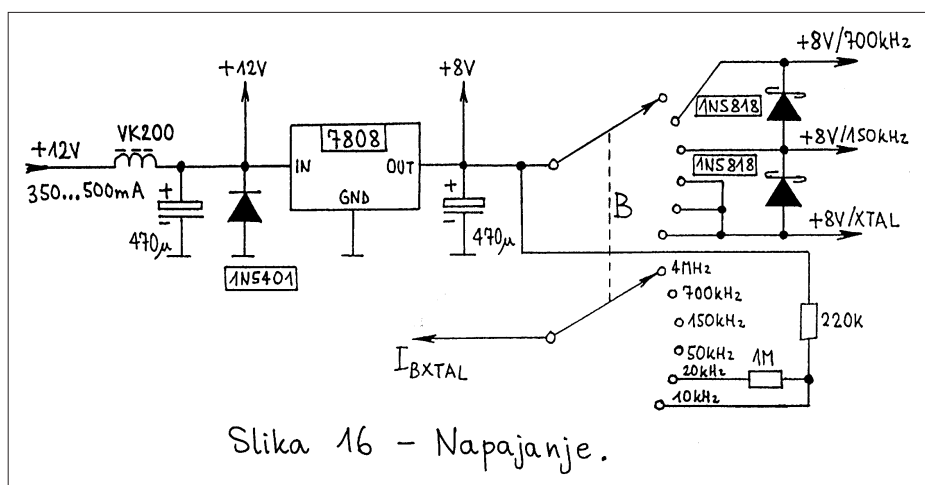 +8V/700kHz
+12V
+8V
1N5818
VK200
7808
+12V
IN
OUT
+8V/150kHz
1N5818
350...500mA
+
GND
+
B
470μ
470μ
+8V/XTAL
1N5401
4MHz
700kHz
220K
150kHz
I BXTAL
50kHz
1M
20kHz
10kHz
Slika 16 - Napajanje.